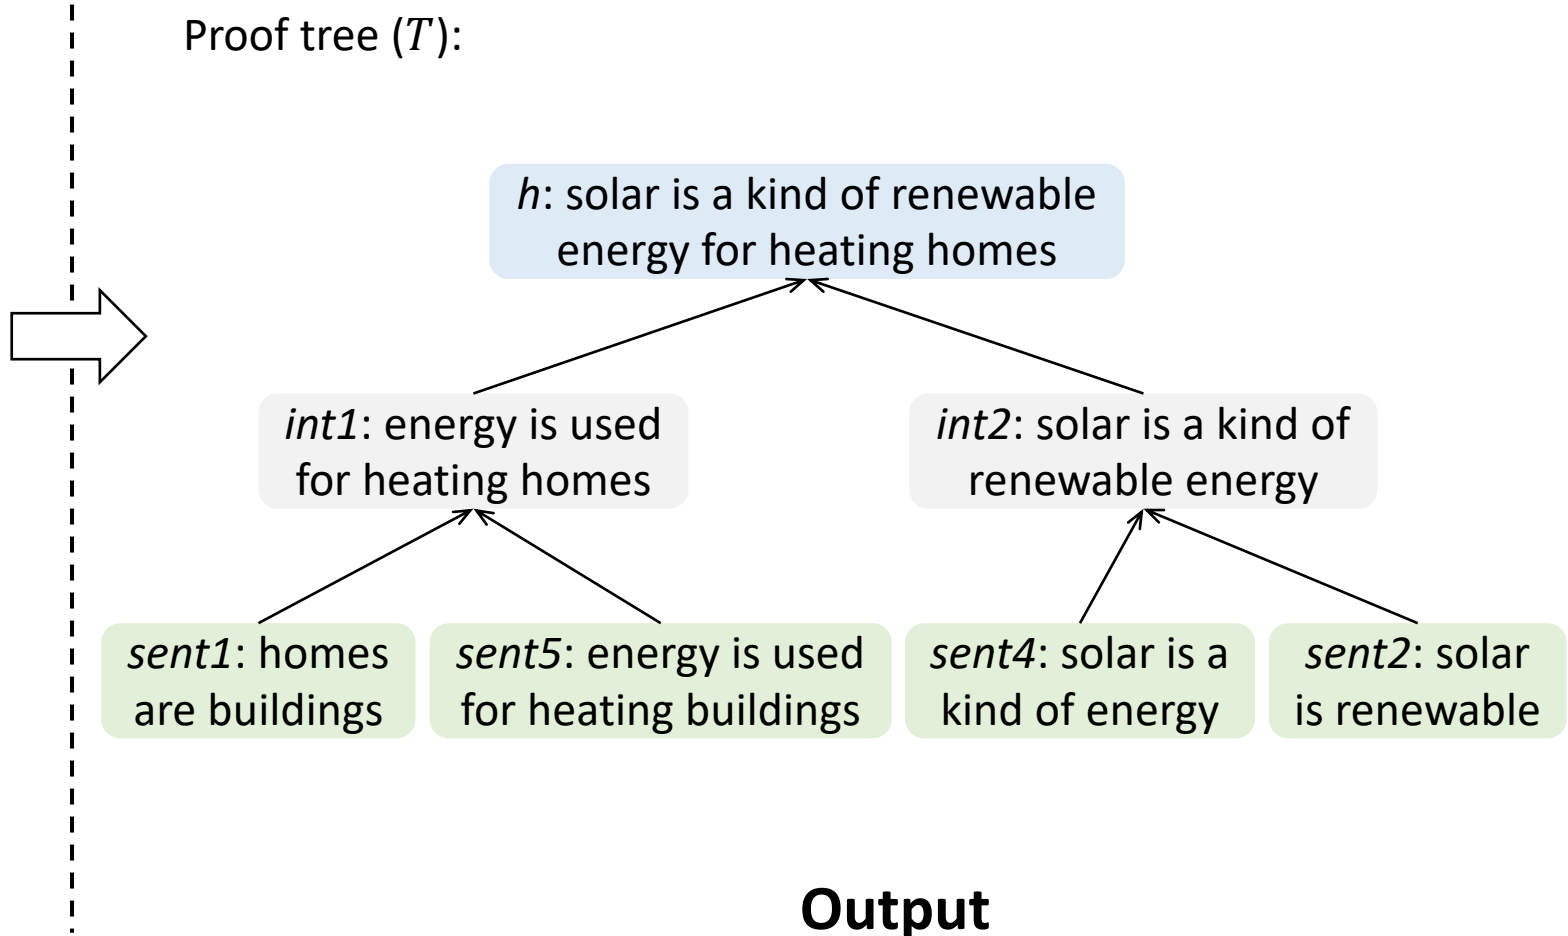 Proof tree (T):
h: solar is a kind of renewable
energy for heating homes
int1: energy is used
for heating homes
int2: solar is a kind of
renewable energy
sent1: homes
are buildings
sent5: energy is used
for heating buildings
sent4: solar is a
kind of energy
sent2: solar
is renewable
Output